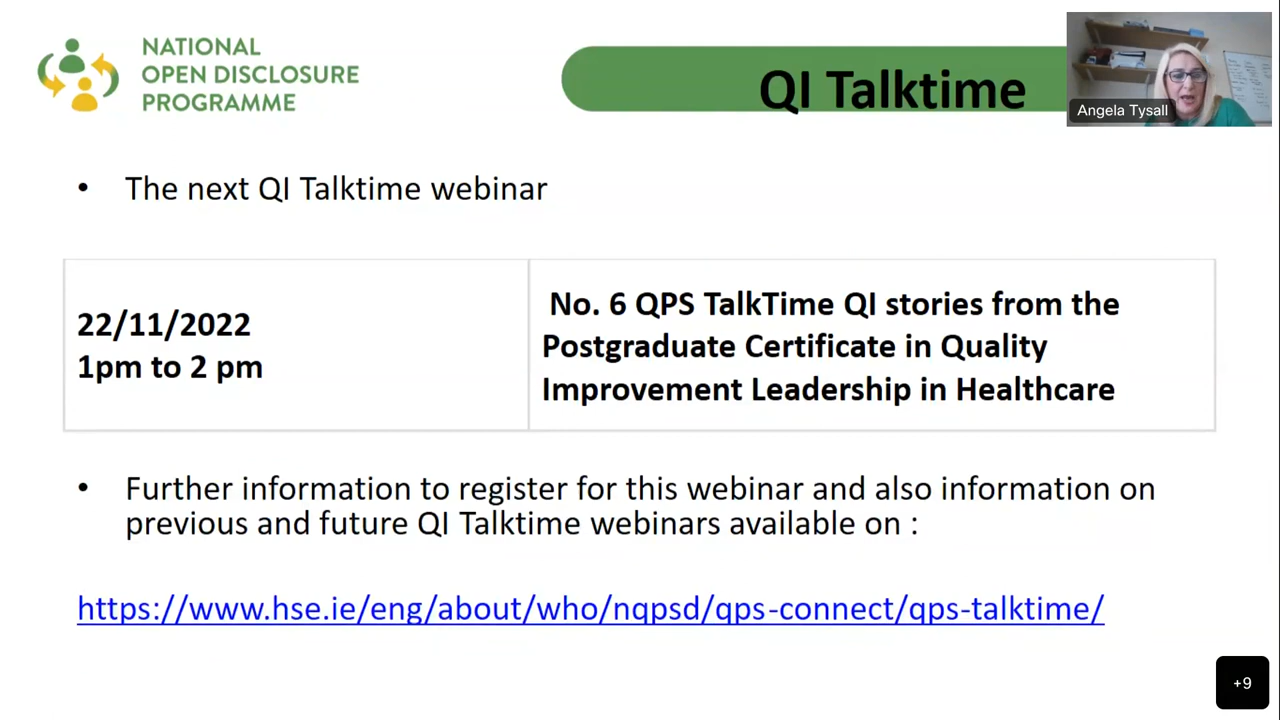 NATIONAL
OPEN DISCLOSURE
PROGRAMME
QI Talktime
Angela Tysall
• The next QI Talktime webinar
22/11/2022
1pm to 2 pm
No. 6 QPS TalkTime QI stories from the
Postgraduate Certificate in Quality
Improvement Leadership in Healthcare
• Further information to register for this webinar and also information on
previous and future QI Talktime webinars available on :
https://www.hse.ie/eng/about/who/nqpsd/qps-connect/qps-talktime/
+9